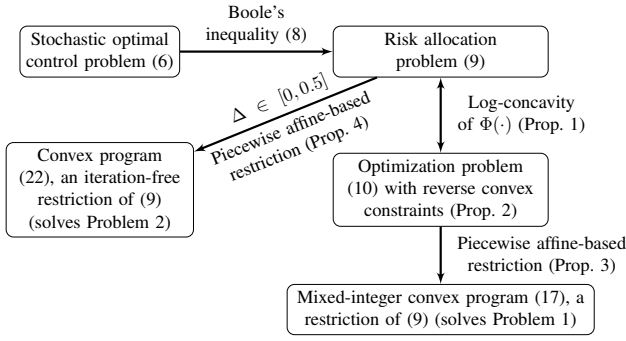 Boole's
inequality (8)
Stochastic optimal
control problem (6)
Risk allocation
problem (9)
Δ ∈ [0, 0.5]
Piecewise affine-based
restriction (Prop. 4)
Log-concavity
of Φ(·) (Prop. 1)
Convex program
(22), an iteration-free
restriction of (9)
(solves Problem 2)
Optimization problem
(10) with reverse convex
constraints (Prop. 2)
Piecewise affine-based
restriction (Prop. 3)
Mixed-integer convex program (17), a
restriction of (9) (solves Problem 1)